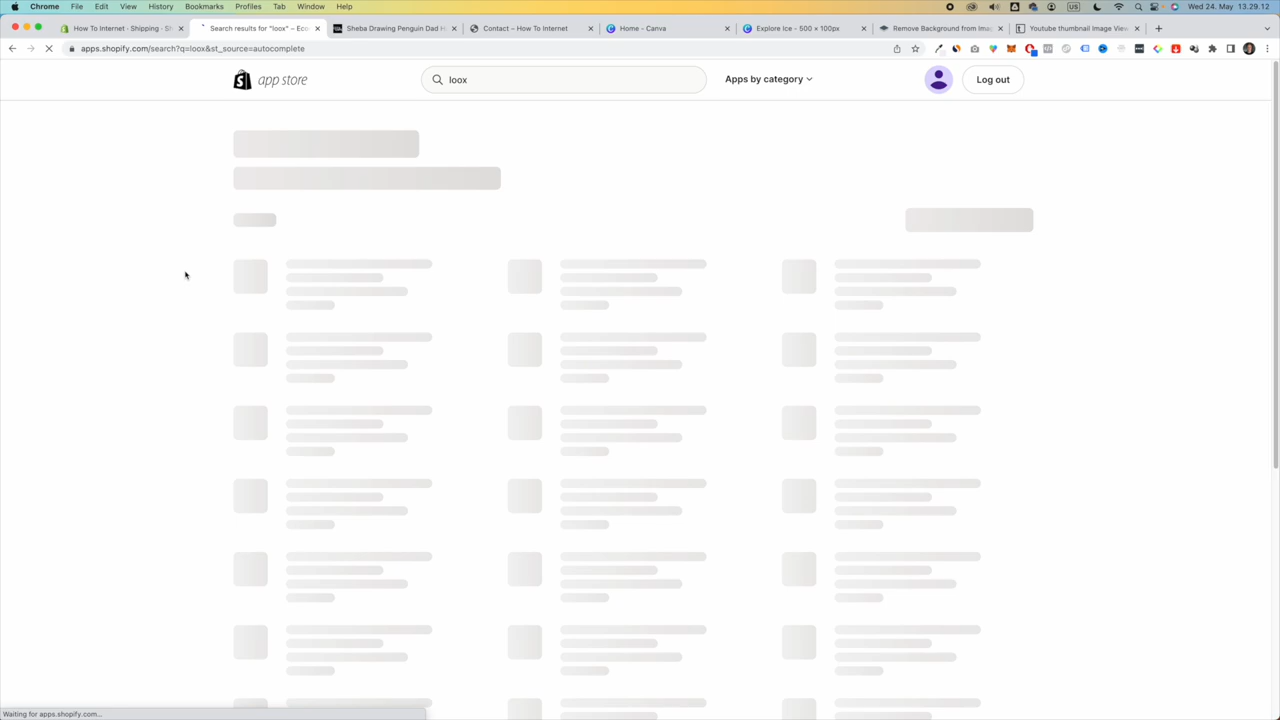 Chrome File Edit View History Bookmarks Profiles Tab Window Help US Wed 24. May 13.29.12
How To Internet · Shipping · Sh Search results for "loox" – Eco Sheba Drawing Penguin Dad H Contact – How To Internet Home - Canva Explore Ice - 500 × 100px Remove Background from Imag Youtube thumbnail Image View
apps.shopify.com/search?q=loox&st_source=autocomplete
app store loox Apps by category Log out
Waiting for apps.shopify.com...